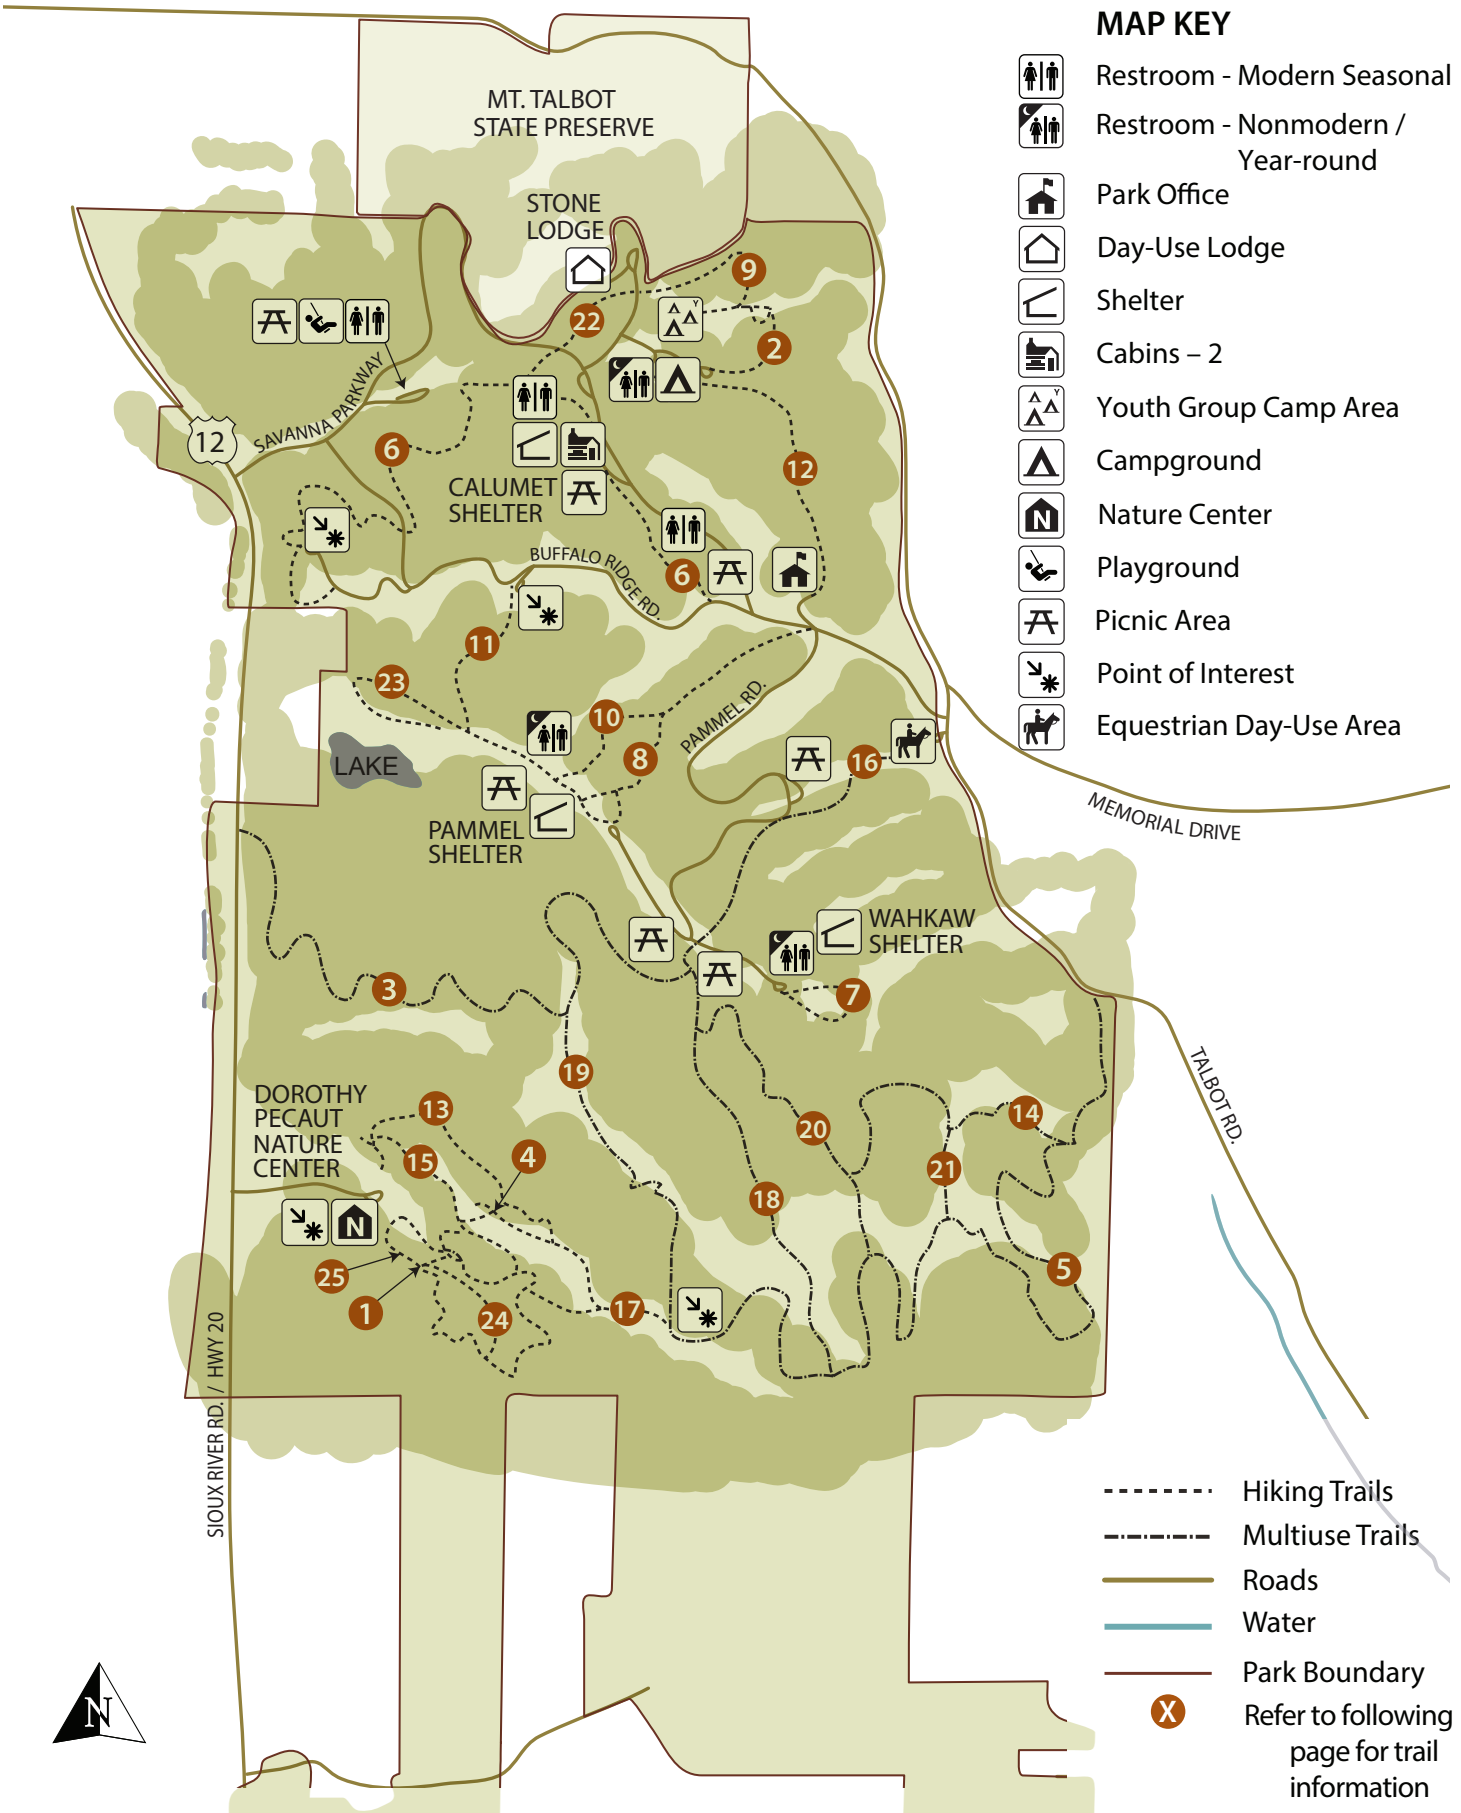 MAP KEY
Restroom - Modern Seasonal
Restroom - Nonmodern /
Year-round
Park Office
Day-Use Lodge
Shelter
Cabins – 2
Y
Youth Group Camp Area
Campground
N
Nature Center
Playground
Picnic Area
Point of Interest
Equestrian Day-Use Area
MT. TALBOT
STATE PRESERVE
STONE
LODGE
9
22
Y
2
SAVANNA PARKWAY
12
6
12
CALUMET
SHELTER
BUFFALO RIDGE RD.
6
11
23
10
PAMMEL RD.
8
16
LAKE
PAMMEL
SHELTER
MEMORIAL DRIVE
WAHKAW
SHELTER
3
7
19
DOROTHY
PECAUT
NATURE
CENTER
13
14
20
15
4
21
18
TALBOT RD.
N
25
1
5
24
17
SIOUX RIVER RD. / HWY 20
Hiking Trails
Multiuse Trails
Roads
Water
Park Boundary
X
Refer to following
page for trail
information
N